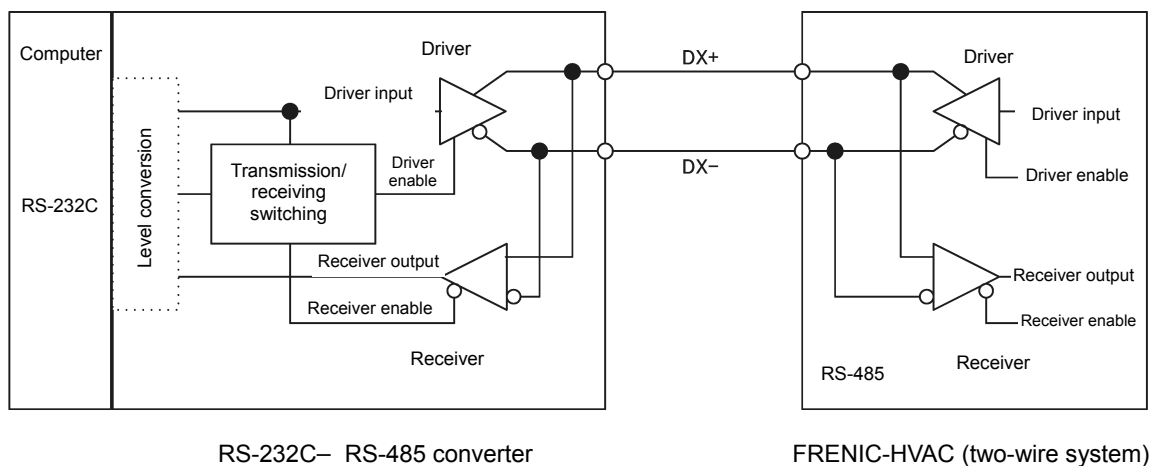 Computer
RS-232C
Level conversion
Driver
Driver input
Transmission/
receiving
switching
Driver
enable
Receiver output
Receiver enable
Receiver
DX+
DX−
Driver
Driver input
Driver enable
Receiver output
Receiver enable
Receiver
RS-485
RS-232C– RS-485 converter
FRENIC-HVAC (two-wire system)